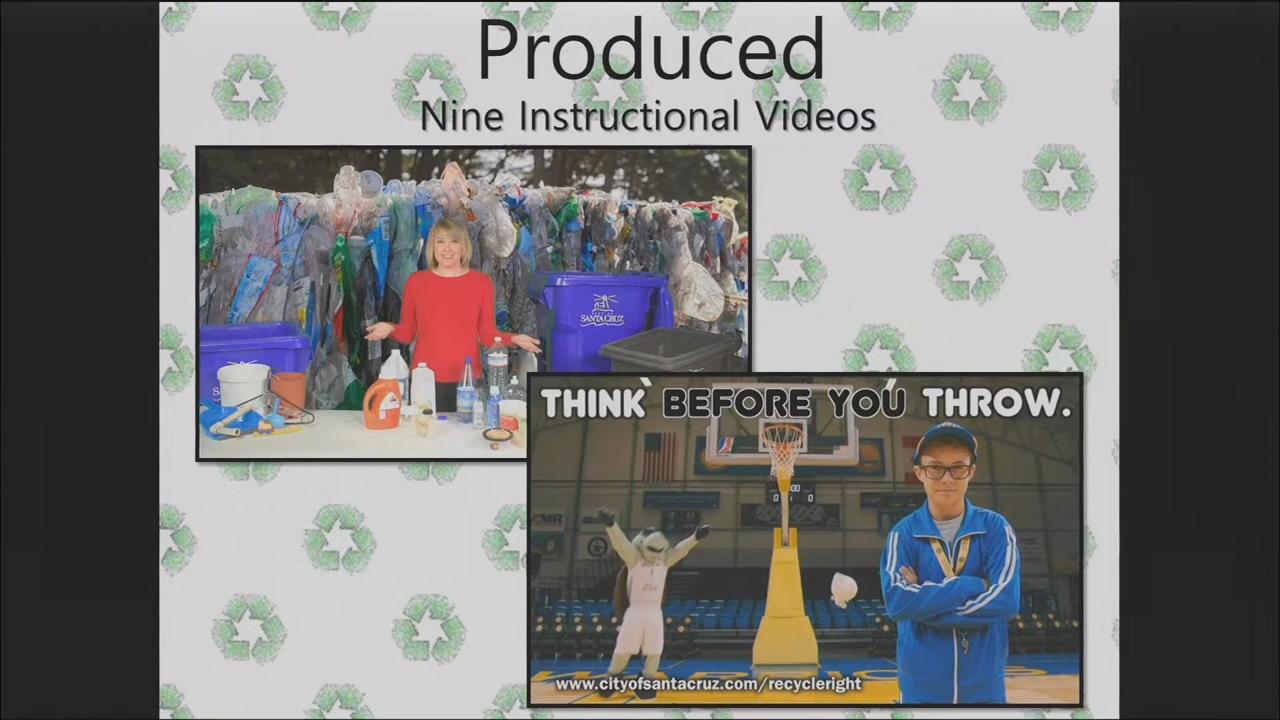 Produced
Nine Instructional Videos
SANTA CRUZ
THINK BEFORE YOU THROW.
www.cityofsantacruz.com/recycleright